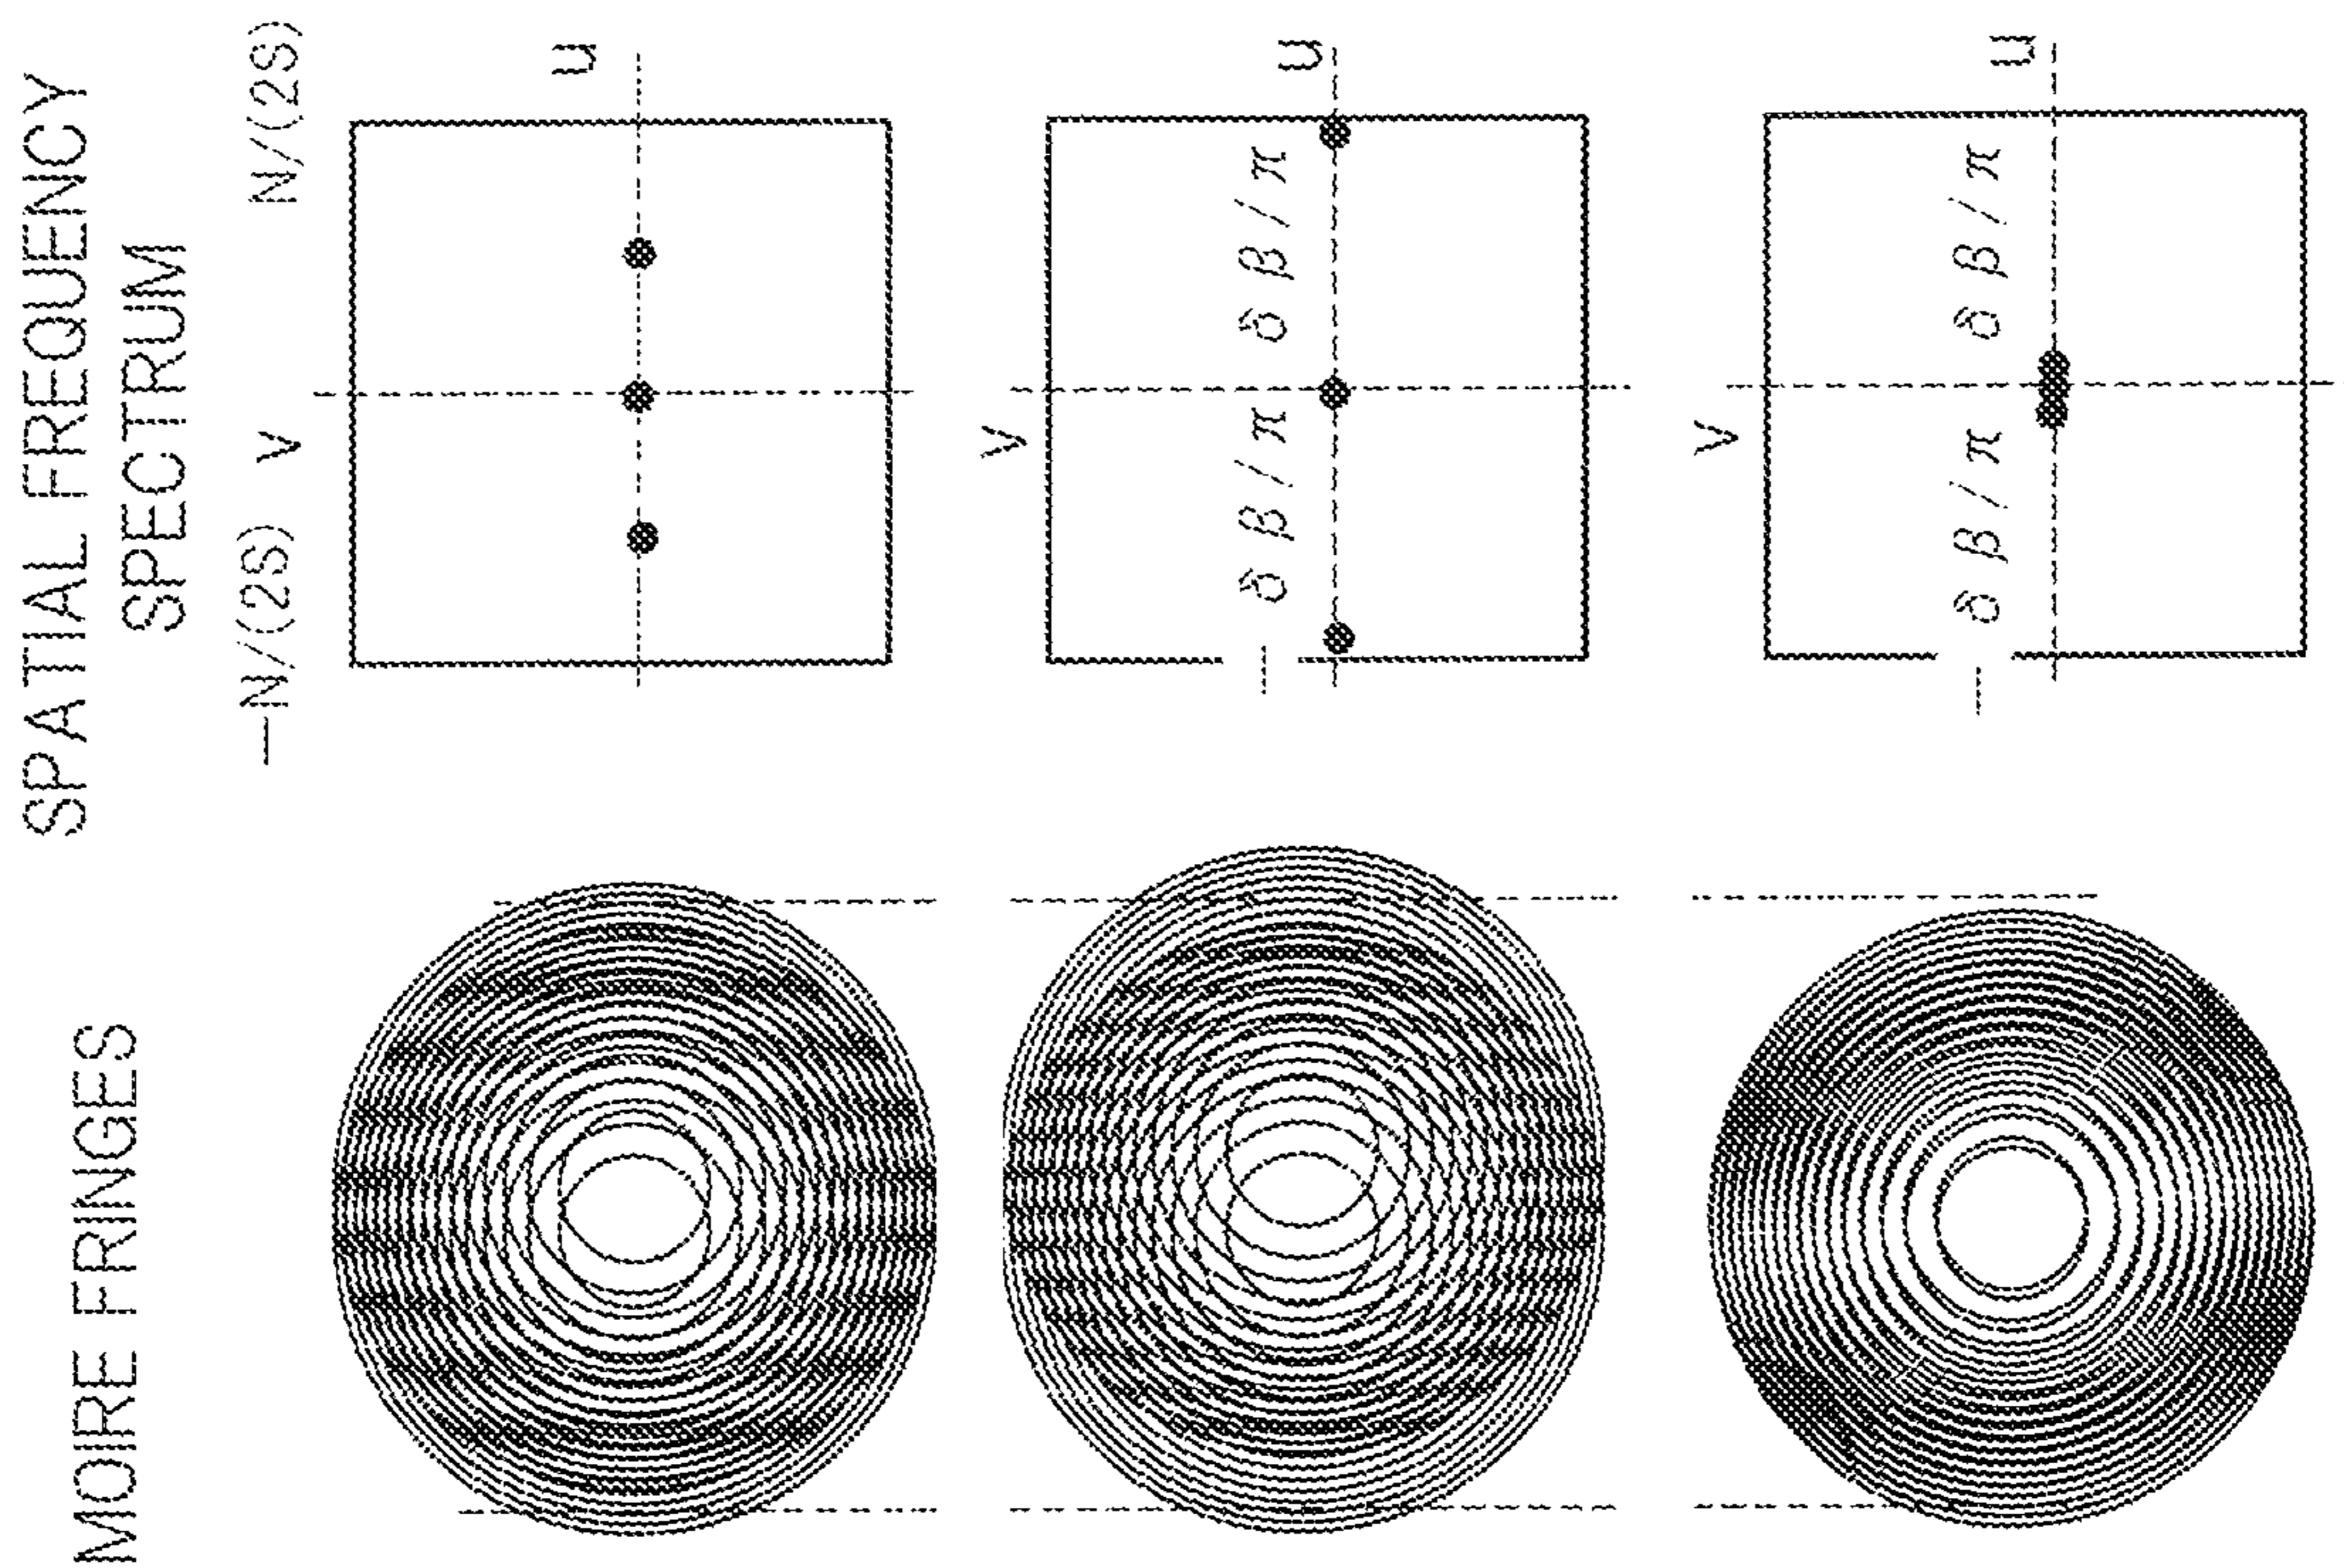 MOIRE FRINGES
SPATIAL FREQUENCY
SPECTRUM
−N/(2S) V N/(2S)
u
V
−δβ/π δβ/π
u
V
−δβ/π δβ/π
u